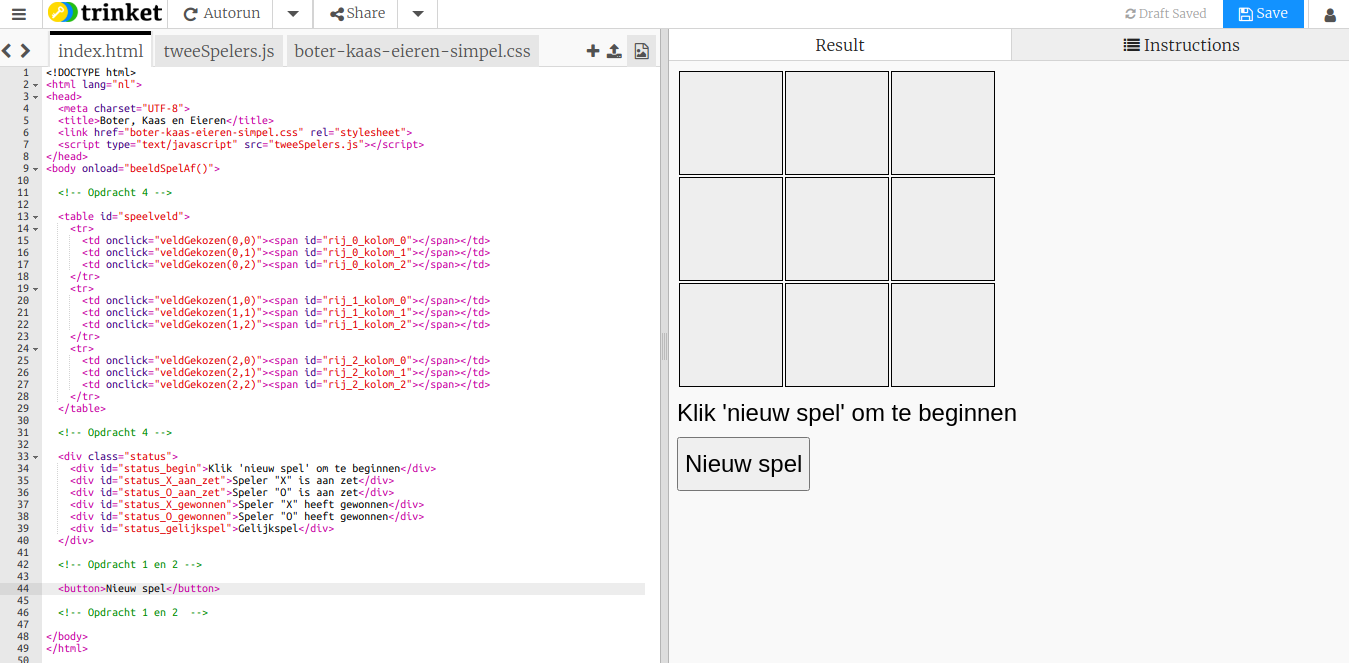 trinket Autorun Share Draft Saved Save
index.html tweeSpelers.js boter-kaas-eieren-simpel.css
Result Instructions
1 <!DOCTYPE html>
2 <html lang="nl">
3 <head>
4 <meta charset="UTF-8">
5 <title>Boter, Kaas en Eieren</title>
6 <link href="boter-kaas-eieren-simpel.css" rel="stylesheet">
7 <script type="text/javascript" src="tweeSpelers.js"></script>
8 </head>
9 <body onload="beeldSpelAf()">
10
11 <!-- Opdracht 4 -->
12
13 <table id="speelveld">
14 <tr>
15 <td onclick="veldGekozen(0,0)"><span id="rij_0_kolom_0"></span></td>
16 <td onclick="veldGekozen(0,1)"><span id="rij_0_kolom_1"></span></td>
17 <td onclick="veldGekozen(0,2)"><span id="rij_0_kolom_2"></span></td>
18 </tr>
19 <tr>
20 <td onclick="veldGekozen(1,0)"><span id="rij_1_kolom_0"></span></td>
21 <td onclick="veldGekozen(1,1)"><span id="rij_1_kolom_1"></span></td>
22 <td onclick="veldGekozen(1,2)"><span id="rij_1_kolom_2"></span></td>
23 </tr>
24 <tr>
25 <td onclick="veldGekozen(2,0)"><span id="rij_2_kolom_0"></span></td>
26 <td onclick="veldGekozen(2,1)"><span id="rij_2_kolom_1"></span></td>
27 <td onclick="veldGekozen(2,2)"><span id="rij_2_kolom_2"></span></td>
28 </tr>
29 </table>
30
31 <!-- Opdracht 4 -->
32
33 <div class="status">
34 <div id="status_begin">Klik 'nieuw spel' om te beginnen</div>
35 <div id="status_X_aan_zet">Speler "X" is aan zet</div>
36 <div id="status_O_aan_zet">Speler "O" is aan zet</div>
37 <div id="status_X_gewonnen">Speler "X" heeft gewonnen</div>
38 <div id="status_O_gewonnen">Speler "O" heeft gewonnen</div>
39 <div id="status_gelijkspel">Gelijkspel</div>
40 </div>
41
42 <!-- Opdracht 1 en 2 -->
43
44 <button>Nieuw spel</button>
45
46 <!-- Opdracht 1 en 2  -->
47
48 </body>
49 </html>
50
Klik 'nieuw spel' om te beginnen
Nieuw spel